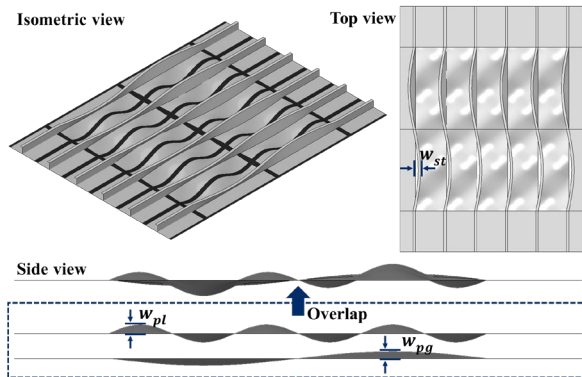 Isometric view
Top view
w_st
Side view
Overlap
w_pl
w_pg